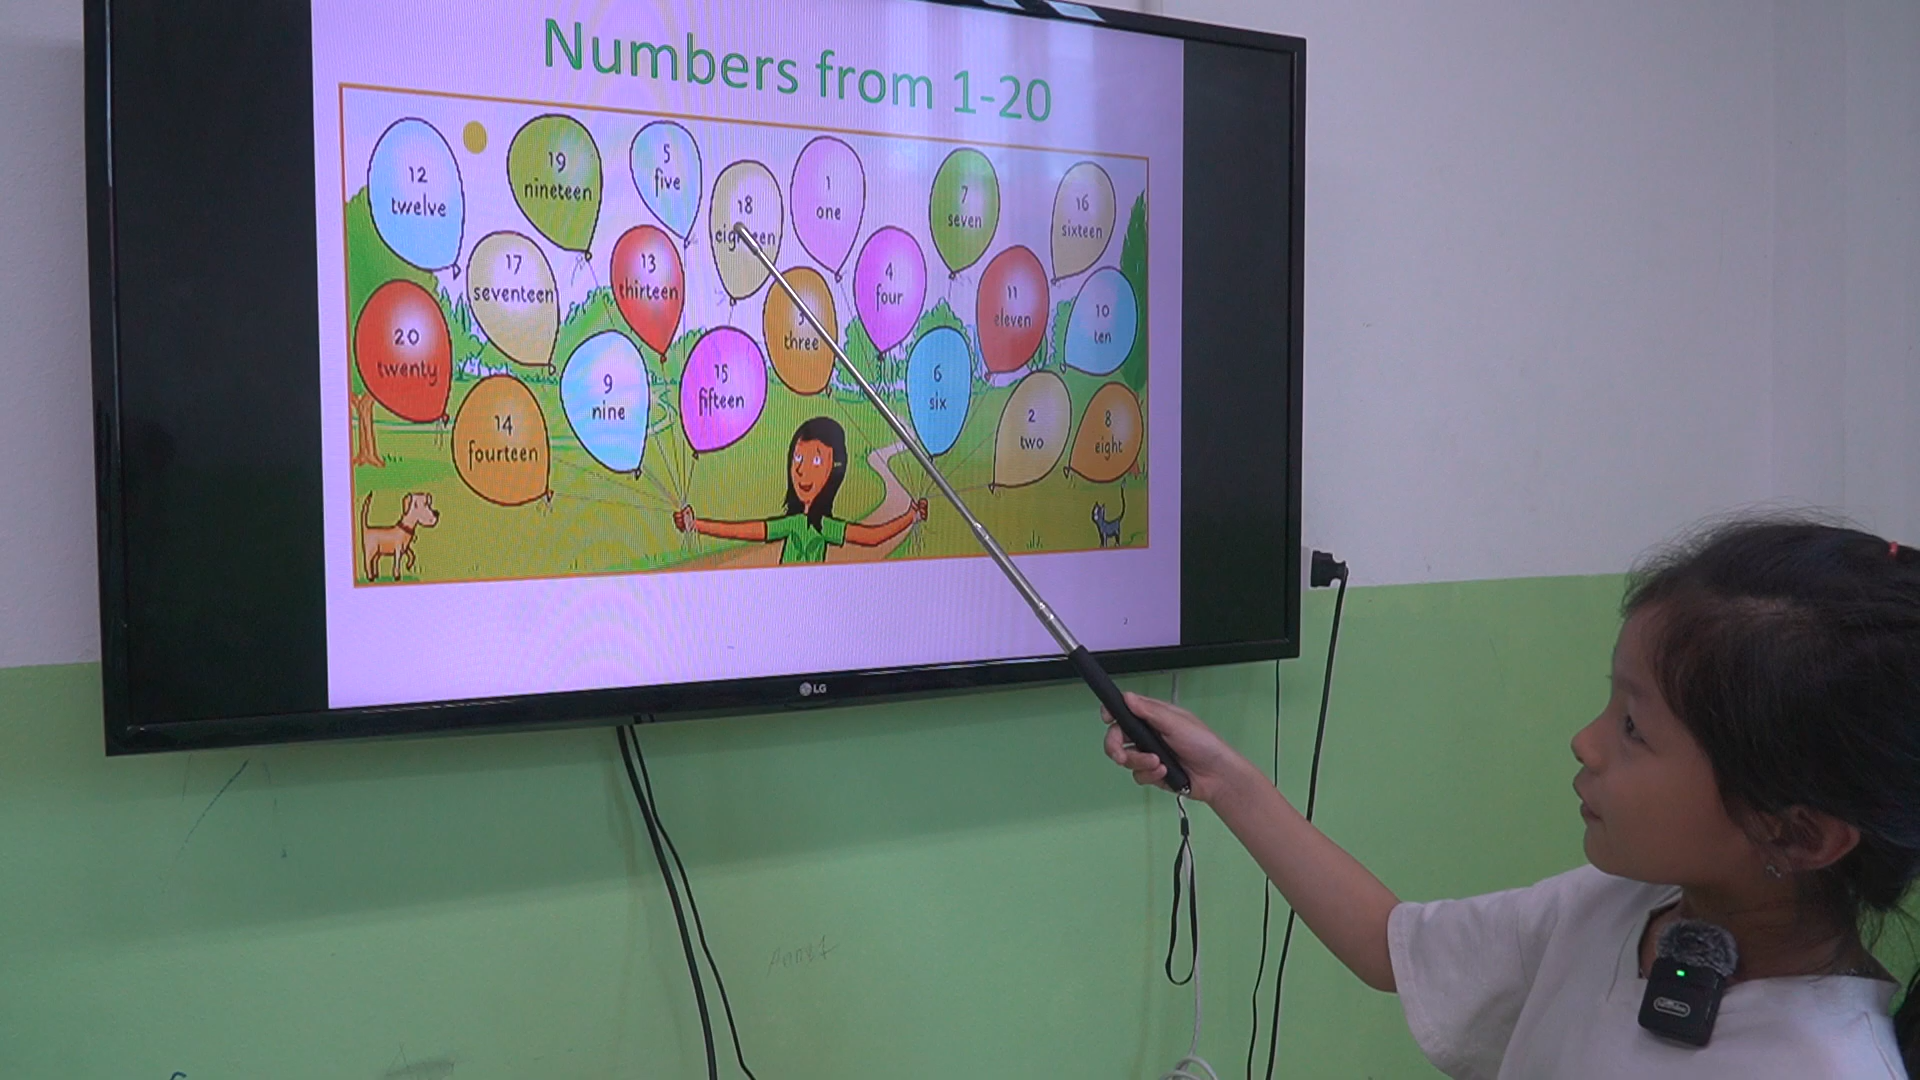 Numbers from 1-20
12
twelve
19
nineteen
5
five
18
eighteen
1
one
7
seven
16
sixteen
17
seventeen
13
thirteen
3
three
4
four
11
eleven
10
ten
20
twenty
14
fourteen
9
nine
15
fifteen
6
six
2
two
8
eight
LG